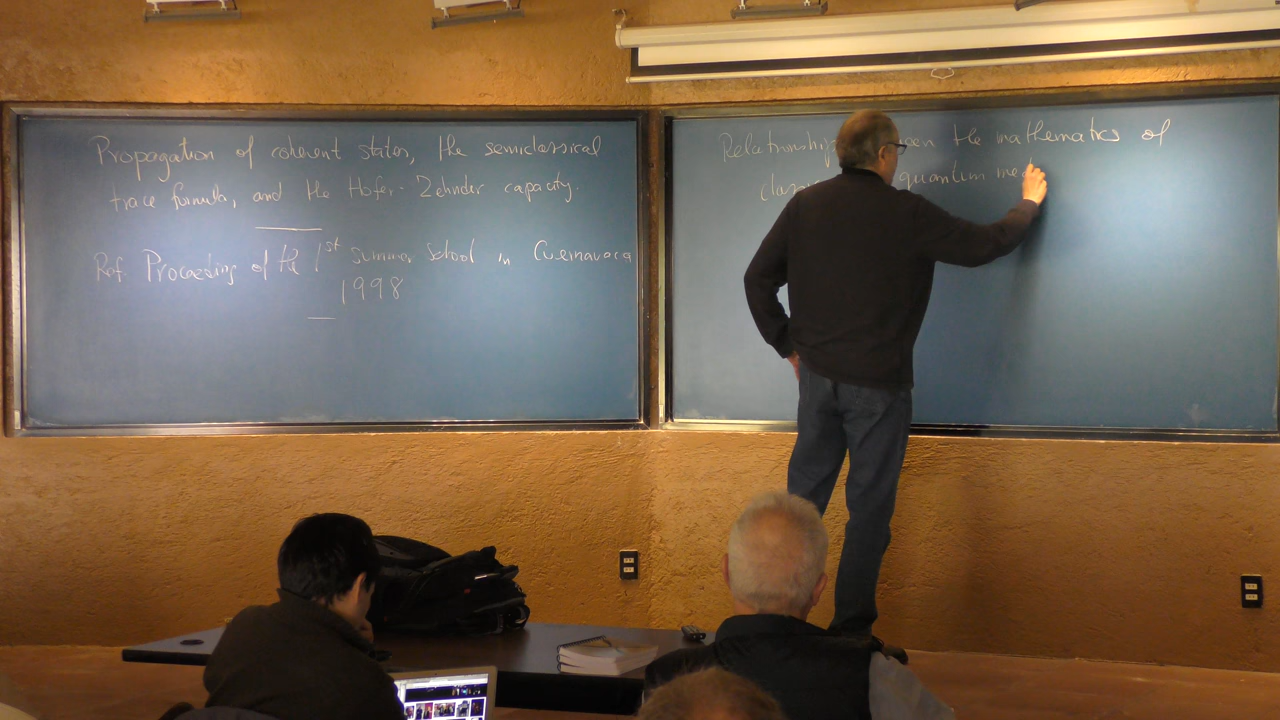 Propagation of coherent states, the semiclassical
trace formula, and the Hofer-Zehnder capacity.
Ref. Proceeding of the 1st Summer School in Cuernavaca
1998
Relationship the mathematics of
quantum me